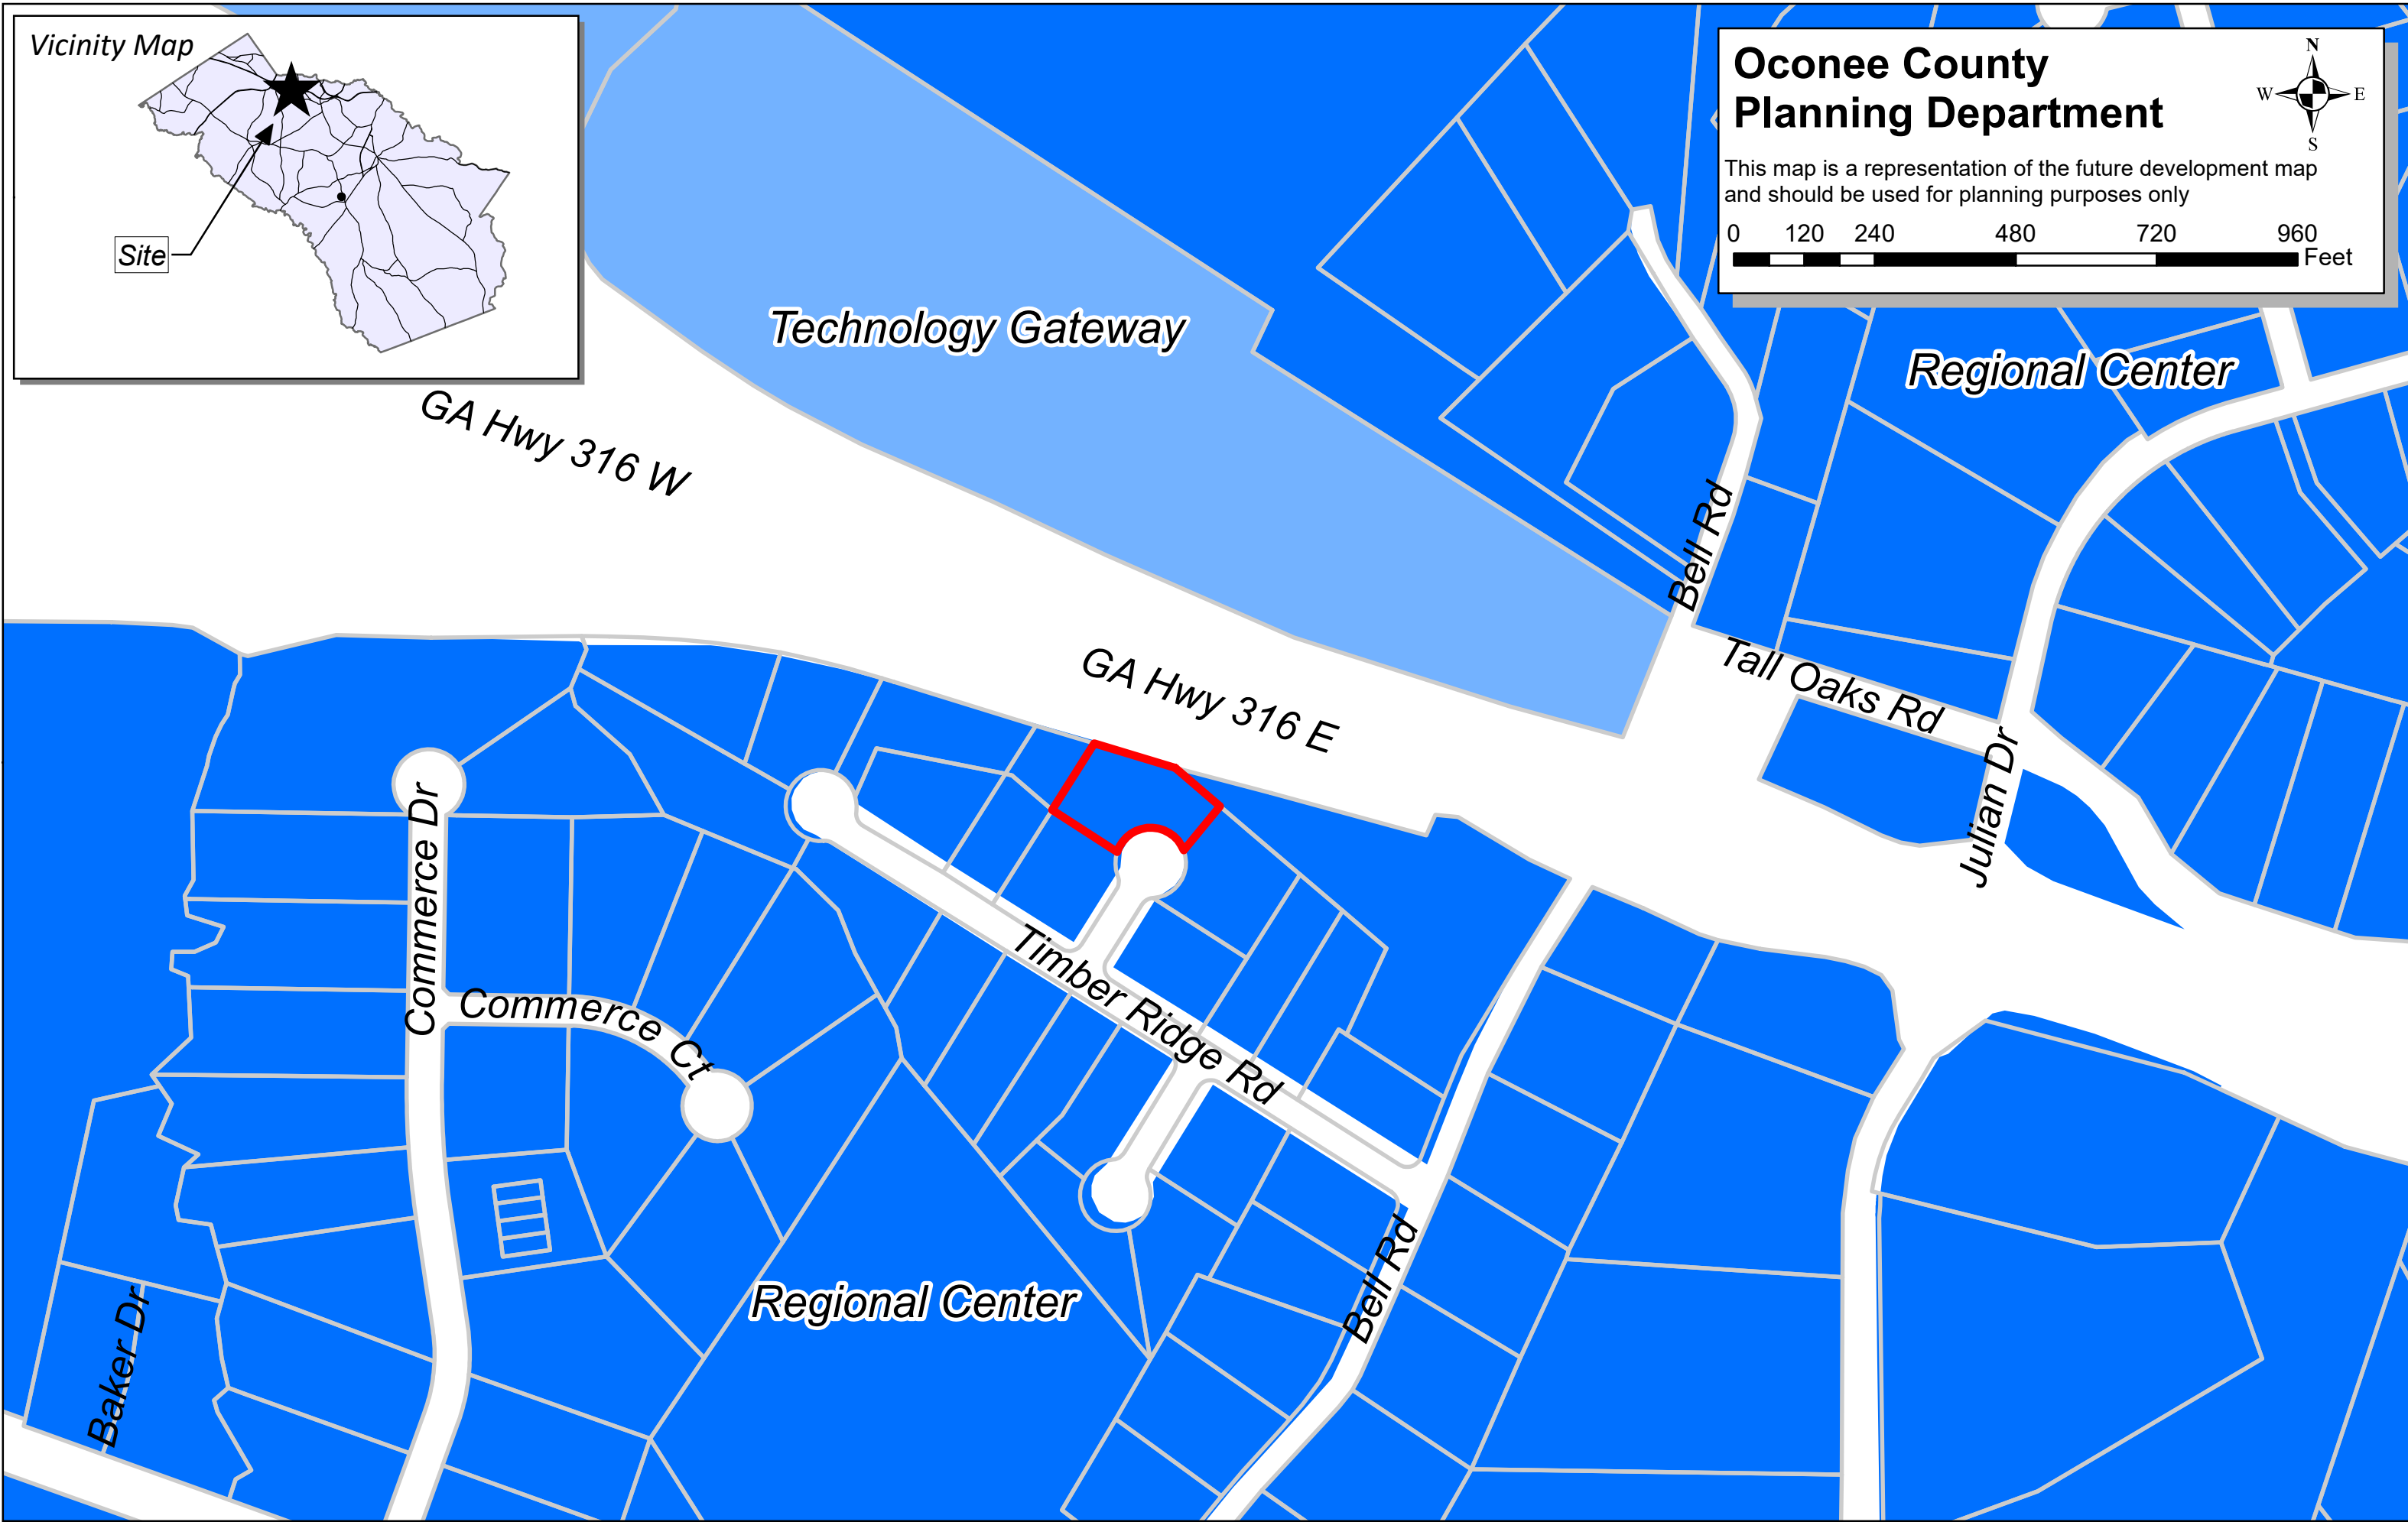 Vicinity Map
Site
Oconee County
Planning Department
N
W
E
S
This map is a representation of the future development map
and should be used for planning purposes only
0 120 240 480 720 960
Feet
Technology Gateway
Regional Center
GA Hwy 316 W
Bell Rd
GA Hwy 316 E
Tall Oaks Rd
Julian Dr
Commerce Dr
Commerce Ct
Timber Ridge Rd
Regional Center
Bell Rd
Baker Dr